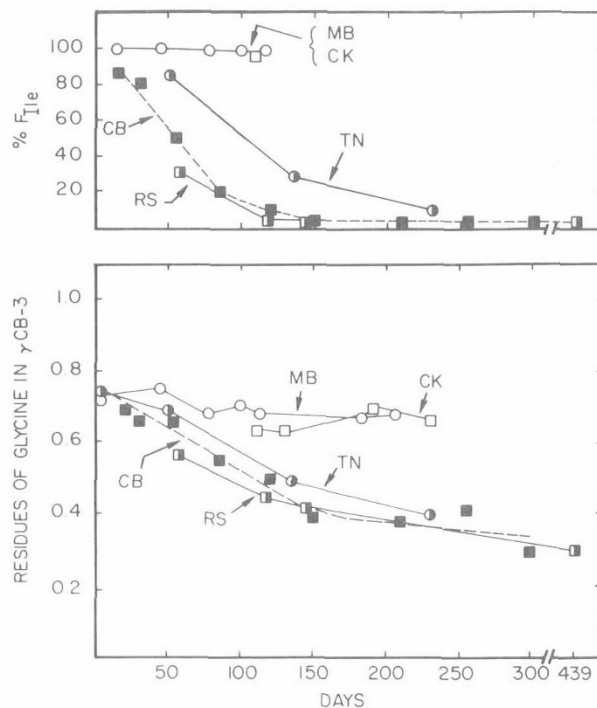 MB
CK
100
80
60
40
20
% F Ile
CB
RS
TN
1.0
0.8
0.6
0.4
0.2
RESIDUES OF GLYCINE IN γCB-3
MB
CK
CB
TN
RS
50 100 150 200 250 300 439
DAYS